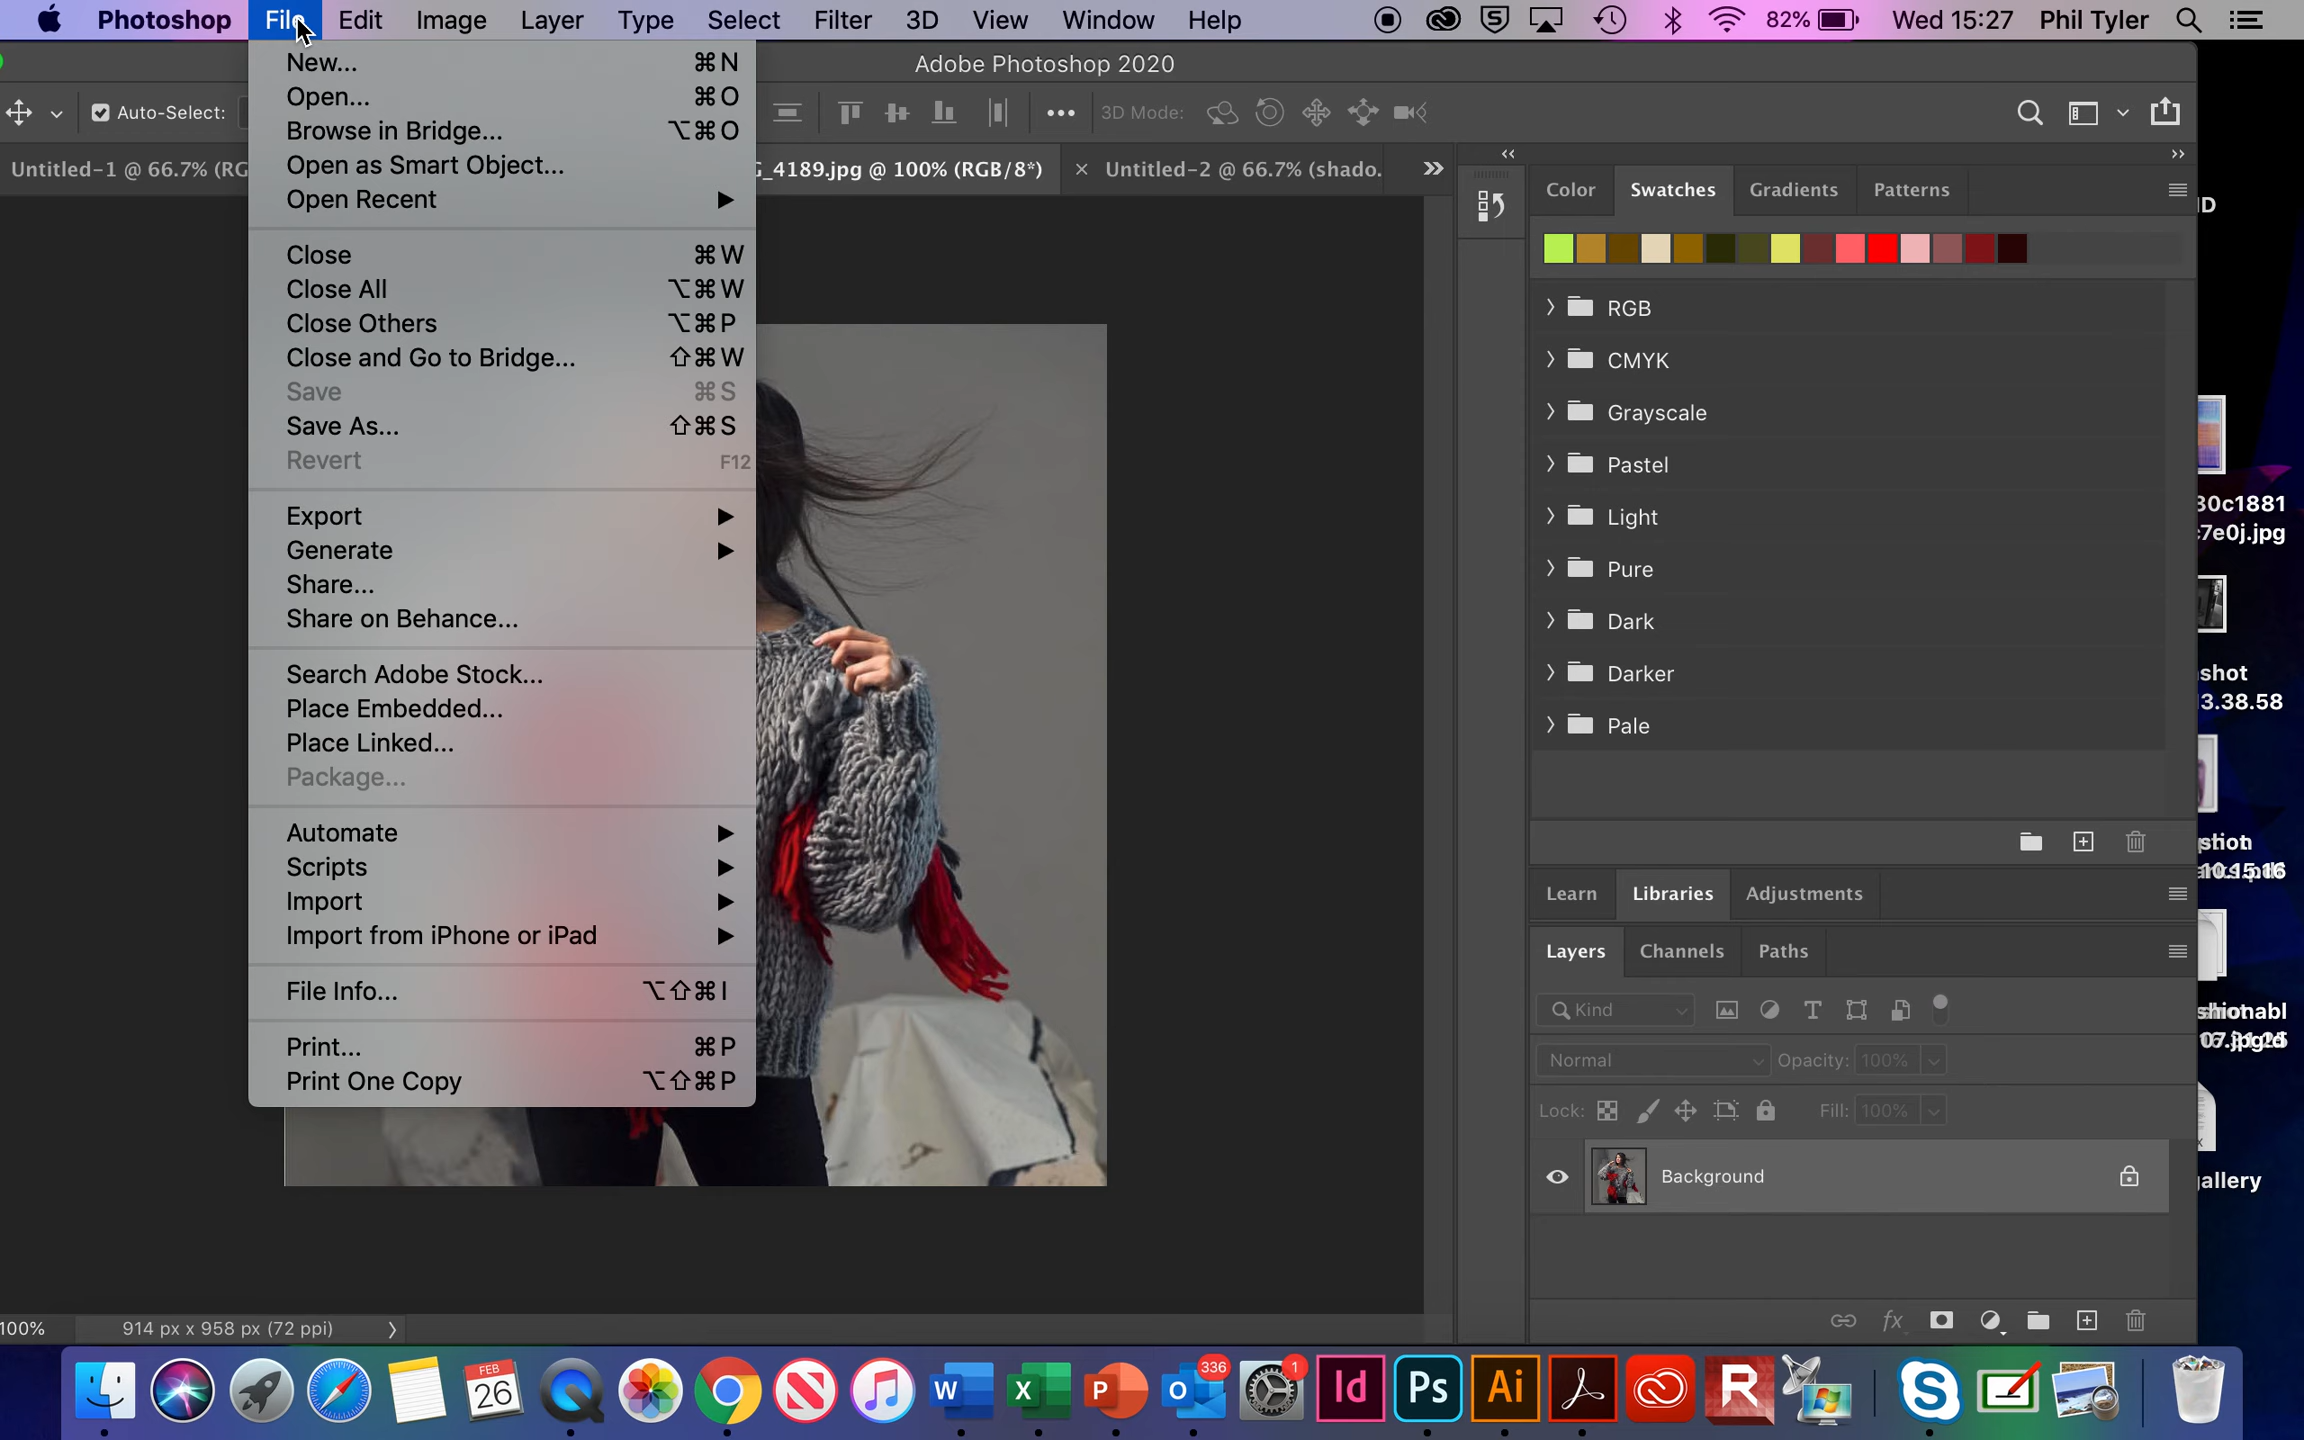 Photoshop File Edit Image Layer Type Select Filter 3D View Window Help 82% Wed 15:27 Phil Tyler
Adobe Photoshop 2020
Auto-Select: 3D Mode:
Untitled-1 @ 66.7% (RG G_4189.jpg @ 100% (RGB/8*) × Untitled-2 @ 66.7% (shado.
New... ⌘N
Open... ⌘O
Browse in Bridge... ⌥⌘O
Open as Smart Object...
Open Recent
Close ⌘W
Close All ⌥⌘W
Close Others ⌥⌘P
Close and Go to Bridge... ⇧⌘W
Save ⌘S
Save As... ⇧⌘S
Revert F12
Export
Generate
Share...
Share on Behance...
Search Adobe Stock...
Place Embedded...
Place Linked...
Package...
Automate
Scripts
Import
Import from iPhone or iPad
File Info... ⌥⇧⌘I
Print... ⌘P
Print One Copy ⌥⇧⌘P
100% 914 px x 958 px (72 ppi)
Color Swatches Gradients Patterns
RGB
CMYK
Grayscale
Pastel
Light
Pure
Dark
Darker
Pale
Learn Libraries Adjustments
Layers Channels Paths
Kind
Normal Opacity: 100%
Lock: Fill: 100%
Background
ID
30c1881
c7e0j.jpg
shot
13.38.58
allery
FEB
26
W X P O 336 1 Id Ps Ai R S